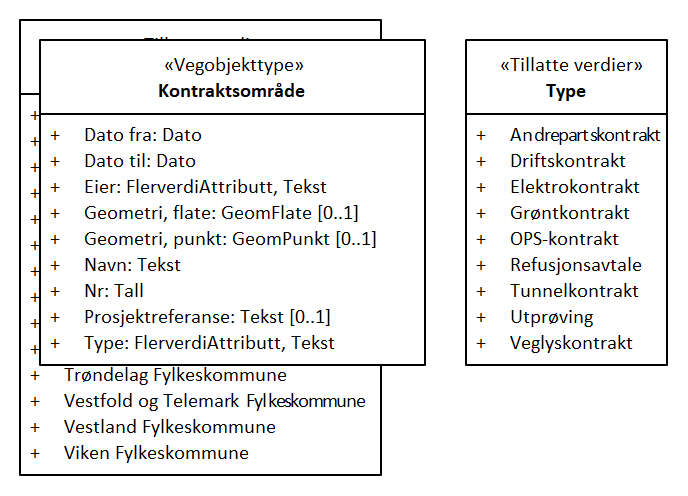 «Vegobjekttype»
Kontraktsområde
+ Dato fra: Dato
+ Dato til: Dato
+ Eier: FlerverdiAttributt, Tekst
+ Geometri, flate: GeomFlate [0..1]
+ Geometri, punkt: GeomPunkt [0..1]
+ Navn: Tekst
+ Nr: Tall
+ Prosjektreferanse: Tekst [0..1]
+ Type: FlerverdiAttributt, Tekst
+ Trøndelag Fylkeskommune
+ Vestfold og Telemark Fylkeskommune
+ Vestland Fylkeskommune
+ Viken Fylkeskommune
«Tillatte verdier»
Type
+ Andrepartskontrakt
+ Driftskontrakt
+ Elektrokontrakt
+ Grøntkontrakt
+ OPS-kontrakt
+ Refusjonsavtale
+ Tunnelkontrakt
+ Utprøving
+ Veglyskontrakt